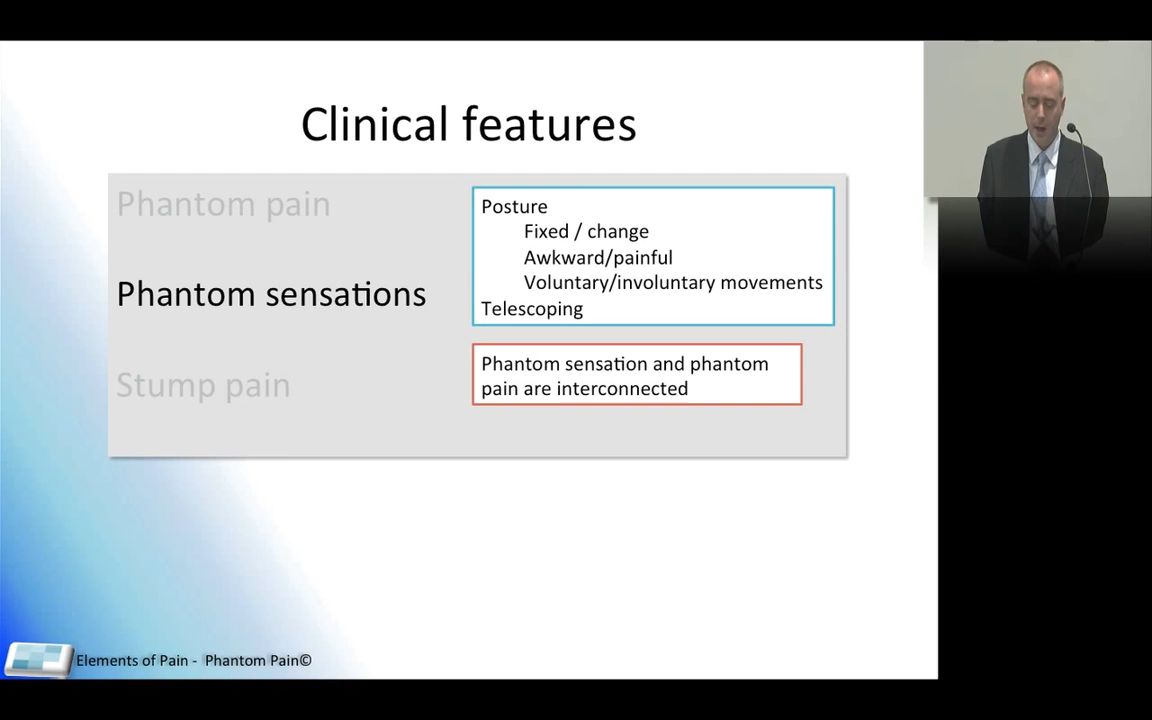 Clinical features
Phantom pain
Phantom sensations
Stump pain
Posture
Fixed / change
Awkward/painful
Voluntary/involuntary movements
Telescoping
Phantom sensation and phantom
pain are interconnected
Elements of Pain - Phantom Pain©